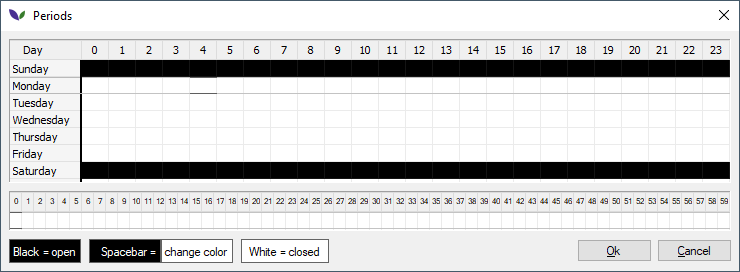 Periods
Day 0 1 2 3 4 5 6 7 8 9 10 11 12 13 14 15 16 17 18 19 20 21 22 23
Sunday
Monday
Tuesday
Wednesday
Thursday
Friday
Saturday
0 1 2 3 4 5 6 7 8 9 10 11 12 13 14 15 16 17 18 19 20 21 22 23 24 25 26 27 28 29 30 31 32 33 34 35 36 37 38 39 40 41 42 43 44 45 46 47 48 49 50 51 52 53 54 55 56 57 58 59
Black = open Spacebar = change color White = closed Ok Cancel